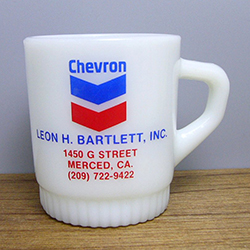 Chevron
LEON H. BARTLETT, INC.
1450 G STREET
MERCED, CA.
(209) 722-9422